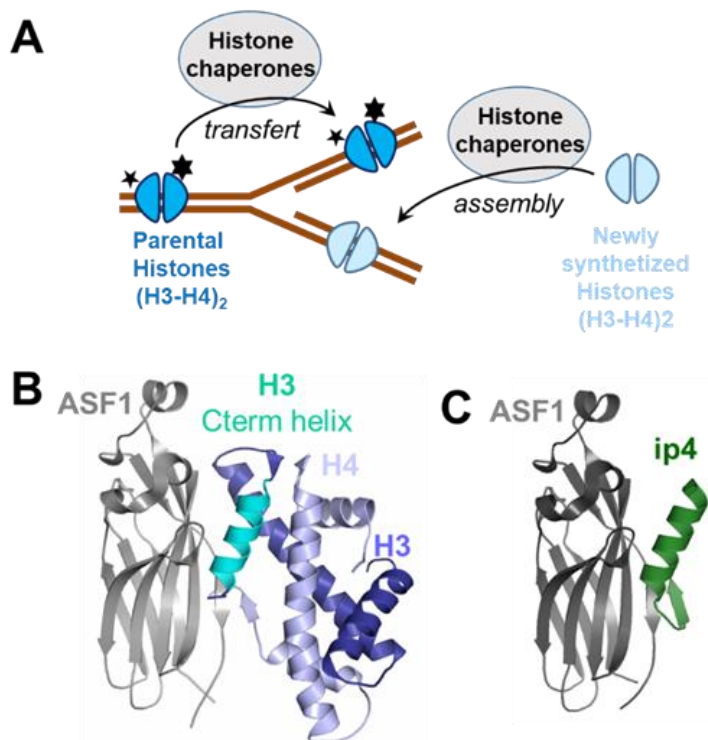 A
Histone
chaperones
transfert
Histone
chaperones
assembly
Parental
Histones
(H3-H4)2
Newly
synthetized
Histones
(H3-H4)2
B
ASF1
H3
Cterm helix
H4
H3
C
ASF1
ip4